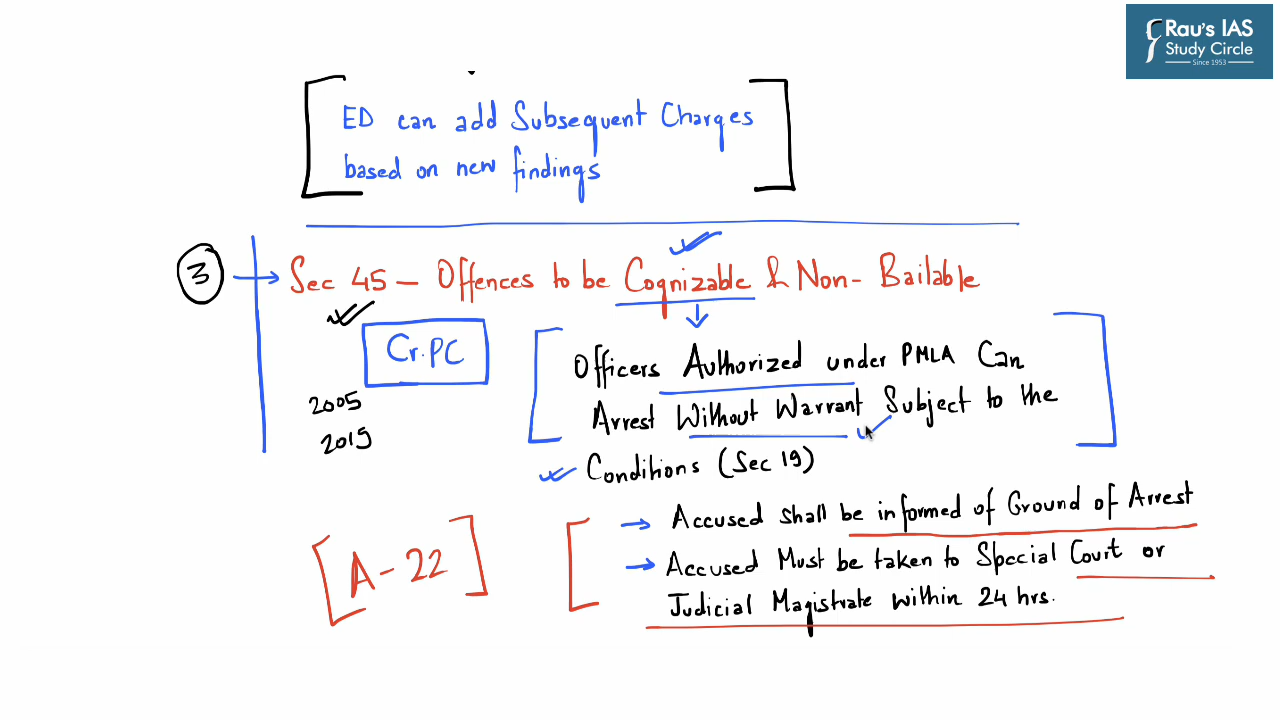 Rau's IAS
Study Circle
Since 1953
ED can add Subsequent Charges
based on new findings
3
Sec 45 – Offences to be Cognizable & Non-Bailable
Cr.PC
2005
2019
Officers Authorized under PMLA Can
Arrest Without Warrant Subject to the
Conditions (Sec 19)
Accused shall be informed of Ground of Arrest
Accused Must be taken to Special Court or
Judicial Magistrate within 24 hrs.
A-22